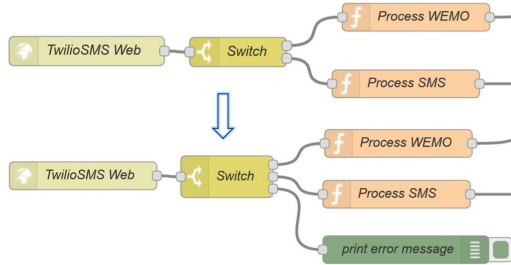 Process WEMO
TwilioSMS Web
Switch
Process SMS
Process WEMO
TwilioSMS Web
Switch
Process SMS
print error message